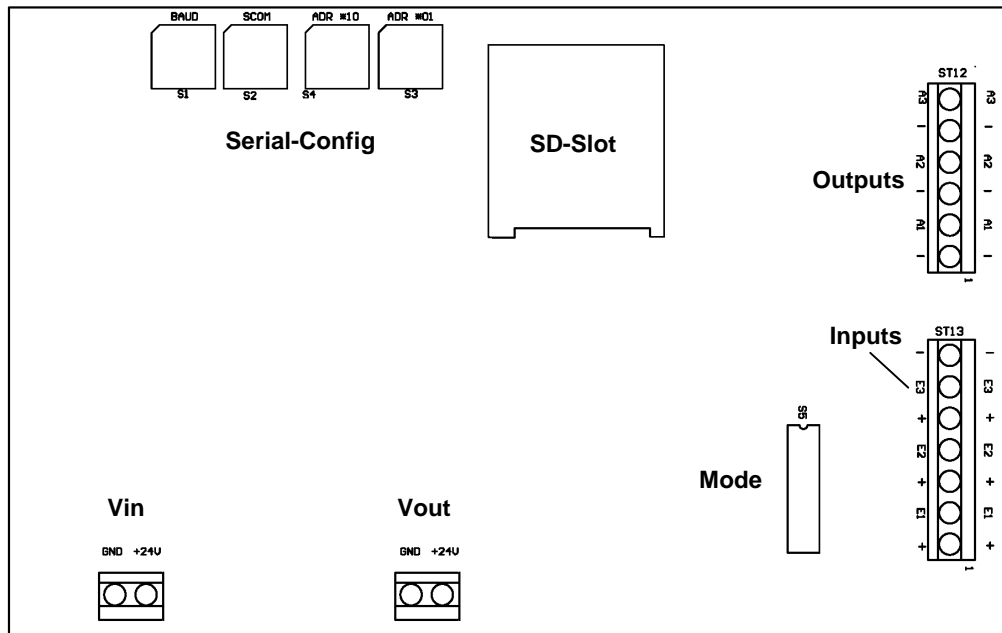 BAUD SCOM ADR *10 ADR *01
S1 S2 S4 S3
Serial-Config
SD-Slot
ST12
A3 A3
- -
A2 A2
- -
Outputs
A1 A1
- -
1
Inputs
ST13
- -
E3 E3
+ +
E2 E2
+ +
E1 E1
+ +
1
S5
Mode
Vin
GND +24V
Vout
GND +24V